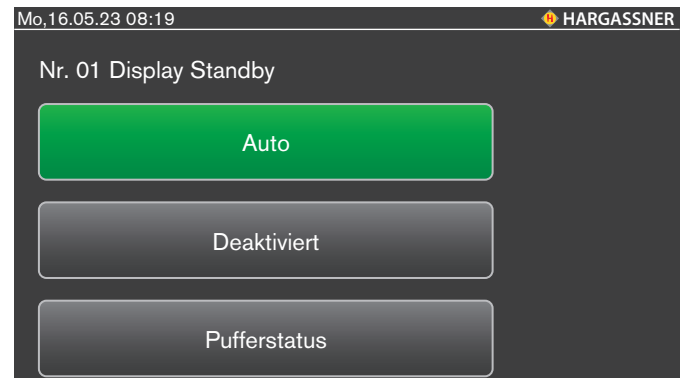 Mo,16.05.23 08:19
HARGASSNER
Nr. 01 Display Standby
Auto
Deaktiviert
Pufferstatus